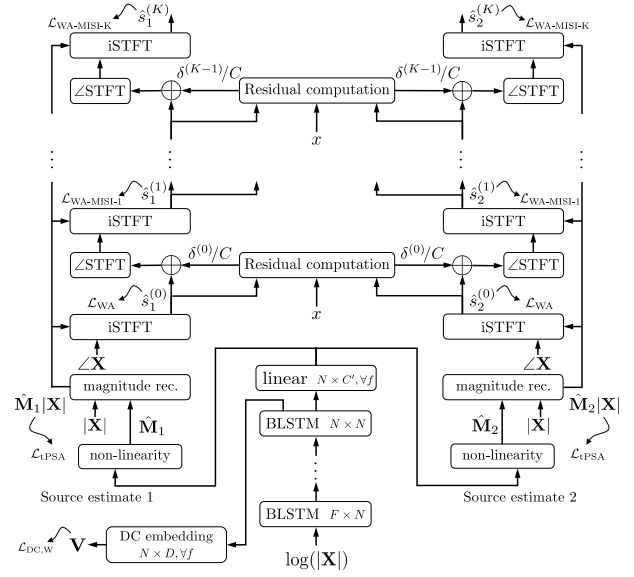 𝓛_WA-MISI-K ŝ_1^(K) ŝ_2^(K) 𝓛_WA-MISI-K
iSTFT iSTFT
δ^(K−1)/C δ^(K−1)/C
∠STFT ⊕ Residual computation ⊕ ∠STFT
x
⋮ ⋮ ⋮ ⋮
𝓛_WA-MISI-1 ŝ_1^(1) ŝ_2^(1) 𝓛_WA-MISI-1
iSTFT iSTFT
δ^(0)/C δ^(0)/C
∠STFT ⊕ Residual computation ⊕ ∠STFT
𝓛_WA ŝ_1^(0) ŝ_2^(0) 𝓛_WA
x
iSTFT iSTFT
∠X ∠X
magnitude rec. linear N × C′,∀f magnitude rec.
M̂_1|X| M̂_2|X|
|X| M̂_1 BLSTM N × N M̂_2 |X|
𝓛_tPSA non-linearity ⋮ non-linearity 𝓛_tPSA
Source estimate 1 Source estimate 2
BLSTM F × N
DC embedding
𝓛_DC,W V N × D,∀f
log(|X|)